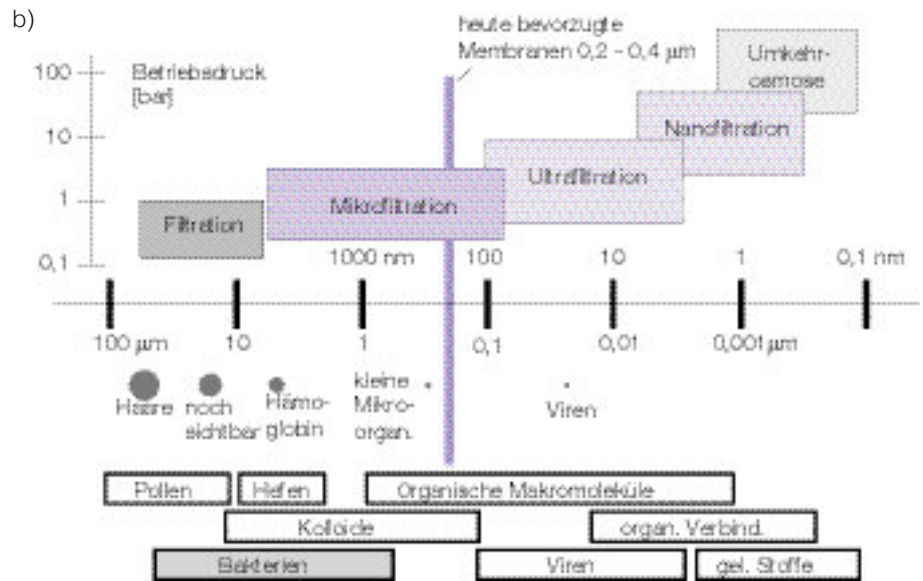 b)
heute bevorzugte
Membranen 0,2 – 0,4 µm
Betriebsdruck
[bar]
100
10
1
0,1
Umkehr-
osmose
Nanofiltration
Ultrafiltration
Mikrofiltration
Filtration
1000 nm
100
10
1
0,1 nm
100 µm
10
1
0,1
0,01
0,001 µm
Haare
noch
sichtbar
Hämo-
globin
kleine
Mikro-
organ.
Viren
Pollen
Hefen
Organische Makromoleküle
Kolloide
organ. Verbind.
Bakterien
Viren
gel. Stoffe